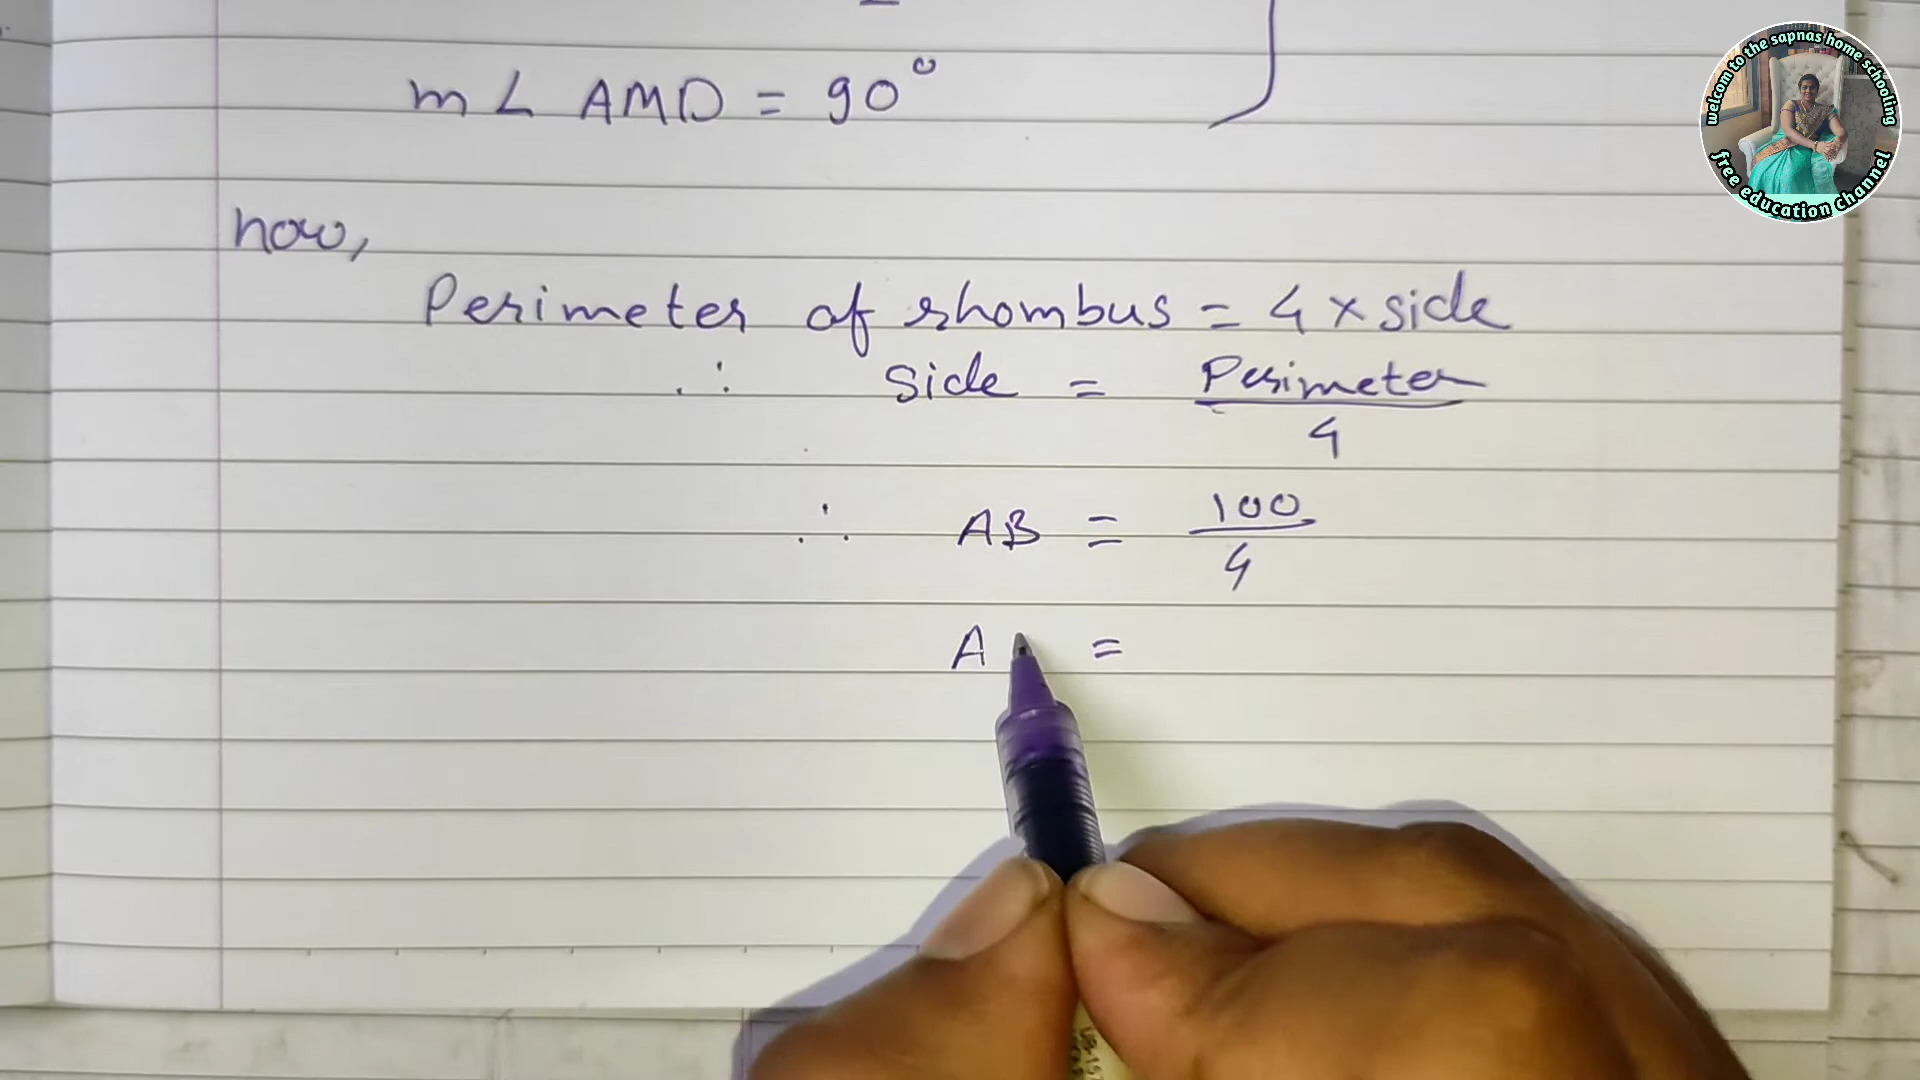 m∠ AMD = 90°
now,
Perimeter of rhombus = 4 × side
∴ side = Perimeter
4
∴ AB = 100
4
A =
welcom to the sapnas home schooling
free education channel